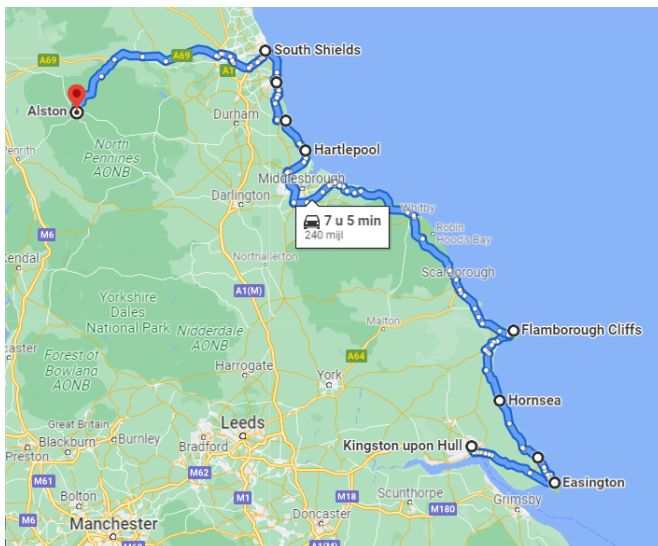 South Shields
A69
A69
A1
Alston
Durham
Hartlepool
North
Pennines
AONB
Penrith
Middlesbrough
Darlington
7 u 5 min
240 mijl
Whitby
Robin
Hood's Bay
M6
Kendal
Northallerton
Scarborough
A1(M)
Yorkshire
Dales
National Park
Nidderdale
AONB
Malton
Flamborough Cliffs
caster
Forest of
Bowland
AONB
A64
Harrogate
York
Hornsea
Great Britain
Leeds
Kingston upon Hull
Blackburn
Burnley
Bradford
Preston
M62
Easington
M61
Bolton
M1
M18
Scunthorpe
Grimsby
M180
M6
Manchester
Doncaster
A1(M)